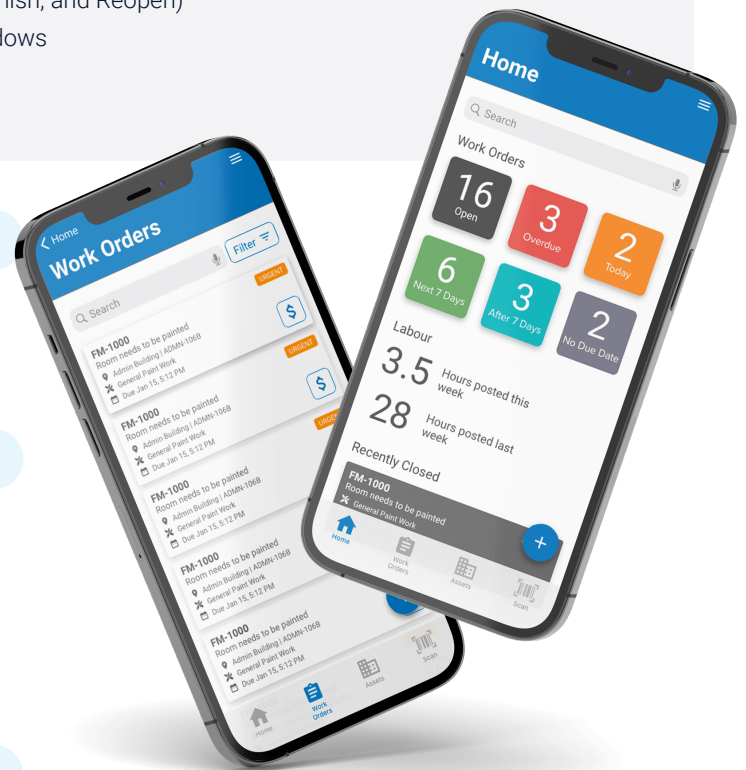 nish, and Reopen)
dows
Home
Work Orders
Search
Filter
URGENT
FM-1000
Room needs to be painted
Admin Building | ADMN-106B
General Paint Work
Due Jan 15, 5:12 PM
$
URGENT
FM-1000
Room needs to be painted
Admin Building | ADMN-106B
General Paint Work
Due Jan 15, 5:12 PM
$
FM-1000
Room needs to be painted
Admin Building | ADMN-106B
General Paint Work
Due Jan 15, 5:12 PM
FM-1000
Room needs to be painted
Admin Building | ADMN-106B
General Paint Work
Due Jan 15, 5:12 PM
FM-1000
Room needs to be painted
Admin Building | ADMN-106B
General Paint Work
Due Jan 15, 5:12 PM
Home
Work
Orders
Assets
Scan
Home
Search
Work Orders
16
Open
3
Overdue
2
Today
6
Next 7 Days
3
After 7 Days
2
No Due Date
Labour
3.5
Hours posted this
week
28
Hours posted last
week
Recently Closed
FM-1000
Room needs to be painted
General Paint Work
+
Home
Work
Orders
Assets
Scan